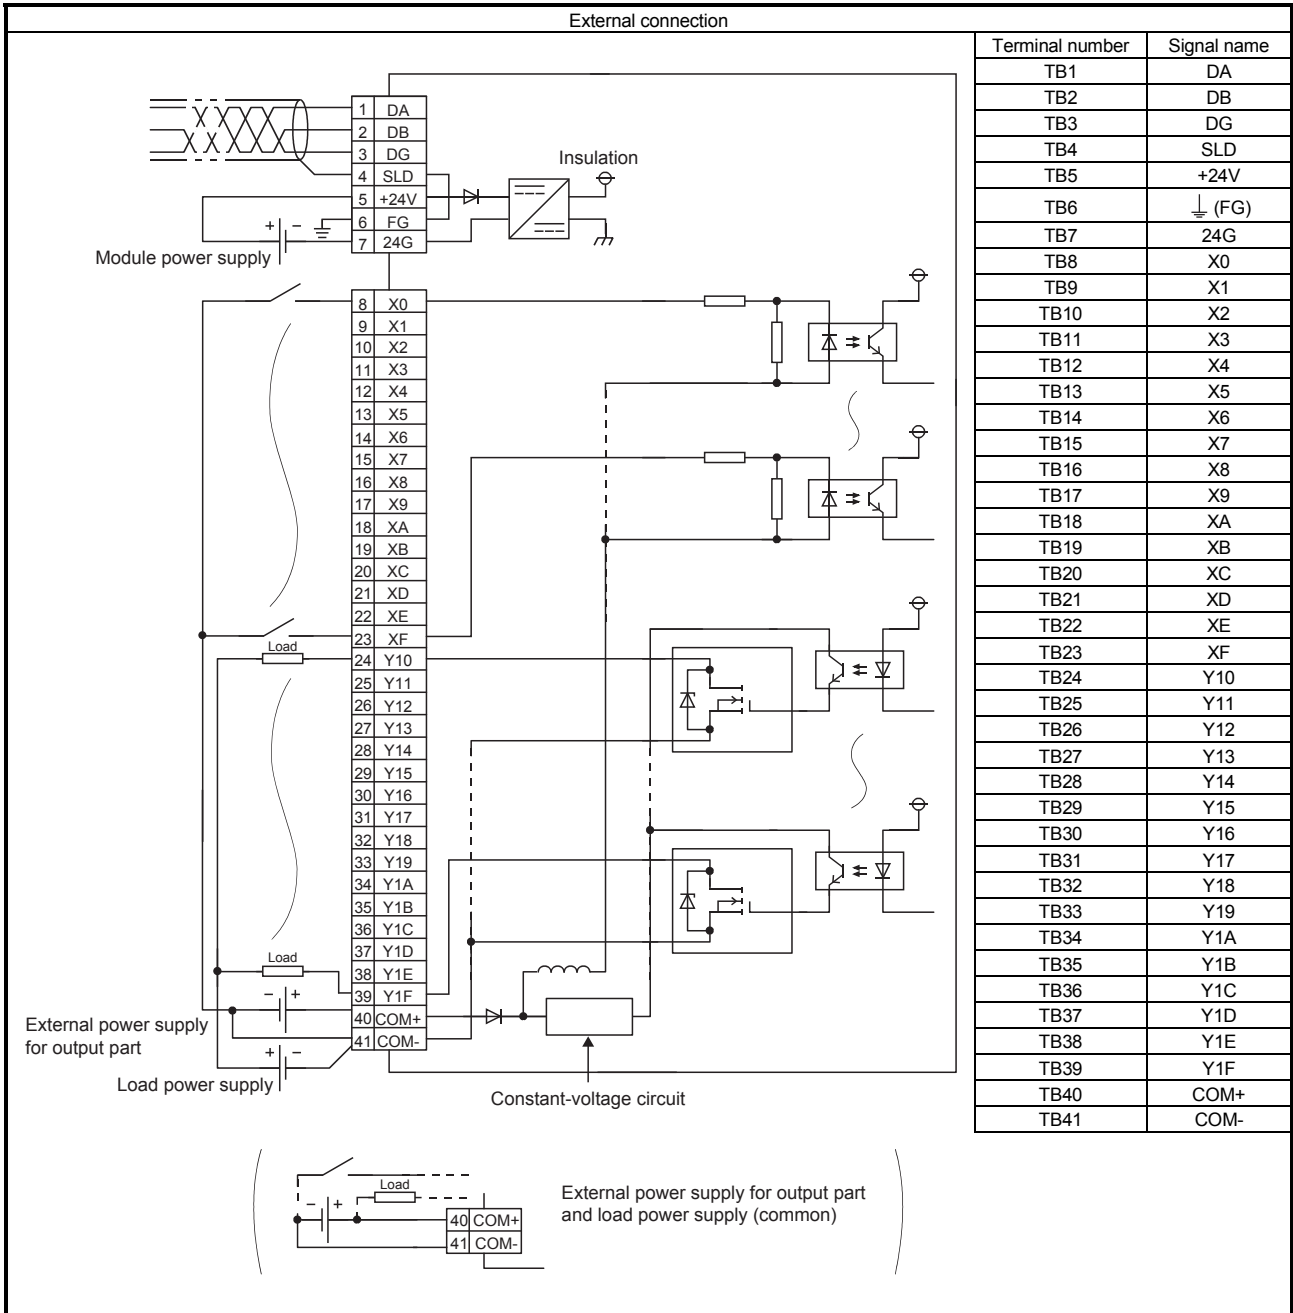 External connection
1 DA
2 DB
3 DG
4 SLD
5 +24V
6 FG
7 24G
Insulation
+ −
Module power supply
8 X0
9 X1
10 X2
11 X3
12 X4
13 X5
14 X6
15 X7
16 X8
17 X9
18 XA
19 XB
20 XC
21 XD
22 XE
23 XF
24 Y10
25 Y11
26 Y12
27 Y13
28 Y14
29 Y15
30 Y16
31 Y17
32 Y18
33 Y19
34 Y1A
35 Y1B
36 Y1C
37 Y1D
38 Y1E
39 Y1F
40 COM+
41 COM-
Load
Load
− +
External power supply
for output part
+ −
Load power supply
Constant-voltage circuit
Load
− +
40 COM+
41 COM-
External power supply for output part
and load power supply (common)
Terminal number Signal name
TB1 DA
TB2 DB
TB3 DG
TB4 SLD
TB5 +24V
TB6 (FG)
TB7 24G
TB8 X0
TB9 X1
TB10 X2
TB11 X3
TB12 X4
TB13 X5
TB14 X6
TB15 X7
TB16 X8
TB17 X9
TB18 XA
TB19 XB
TB20 XC
TB21 XD
TB22 XE
TB23 XF
TB24 Y10
TB25 Y11
TB26 Y12
TB27 Y13
TB28 Y14
TB29 Y15
TB30 Y16
TB31 Y17
TB32 Y18
TB33 Y19
TB34 Y1A
TB35 Y1B
TB36 Y1C
TB37 Y1D
TB38 Y1E
TB39 Y1F
TB40 COM+
TB41 COM-